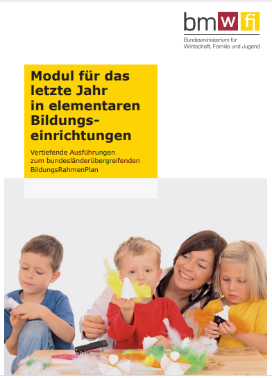 bmwfj
Bundesministerium für
Wirtschaft, Familie und Jugend
Modul für das
letzte Jahr
in elementaren
Bildungs-
einrichtungen
Vertiefende Ausführungen
zum bundesländerübergreifenden
BildungsRahmenPlan